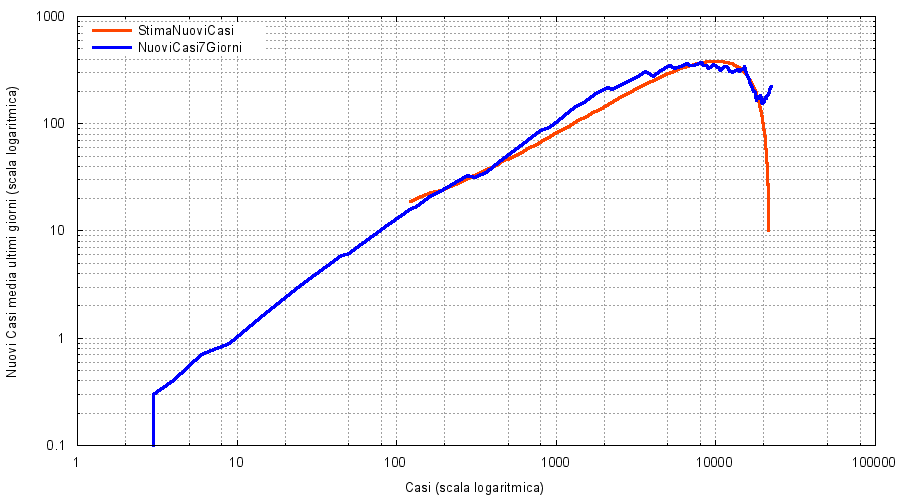 1000
StimaNuoviCasi
NuoviCasi7Giorni
100
10
1
0.1
Nuovi Casi media ultimi giorni (scala logaritmica)
1
10
100
1000
10000
100000
Casi (scala logaritmica)